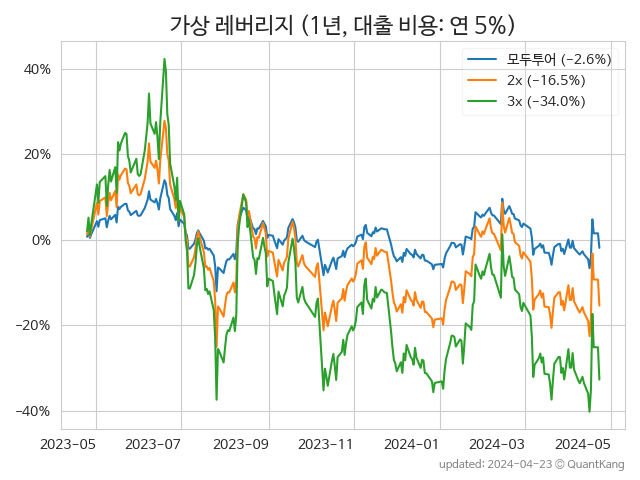 가상 레버리지 (1년, 대출 비용: 연 5%)
모두투어 (−2.6%)
2x (−16.5%)
3x (−34.0%)
40%
20%
0%
−20%
−40%
2023-05 2023-07 2023-09 2023-11 2024-01 2024-03 2024-05
updated: 2024-04-23 © QuantKang